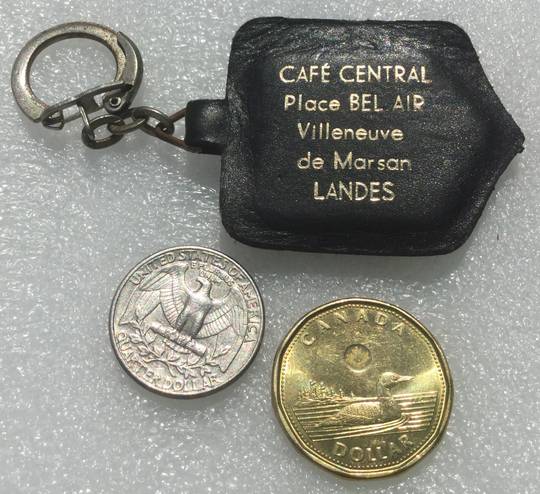 CAFÉ CENTRAL
Place BEL AIR
Villeneuve
de Marsan
LANDES
UNITED STATES OF AMERICA
QUARTER DOLLAR
CANADA
DOLLAR